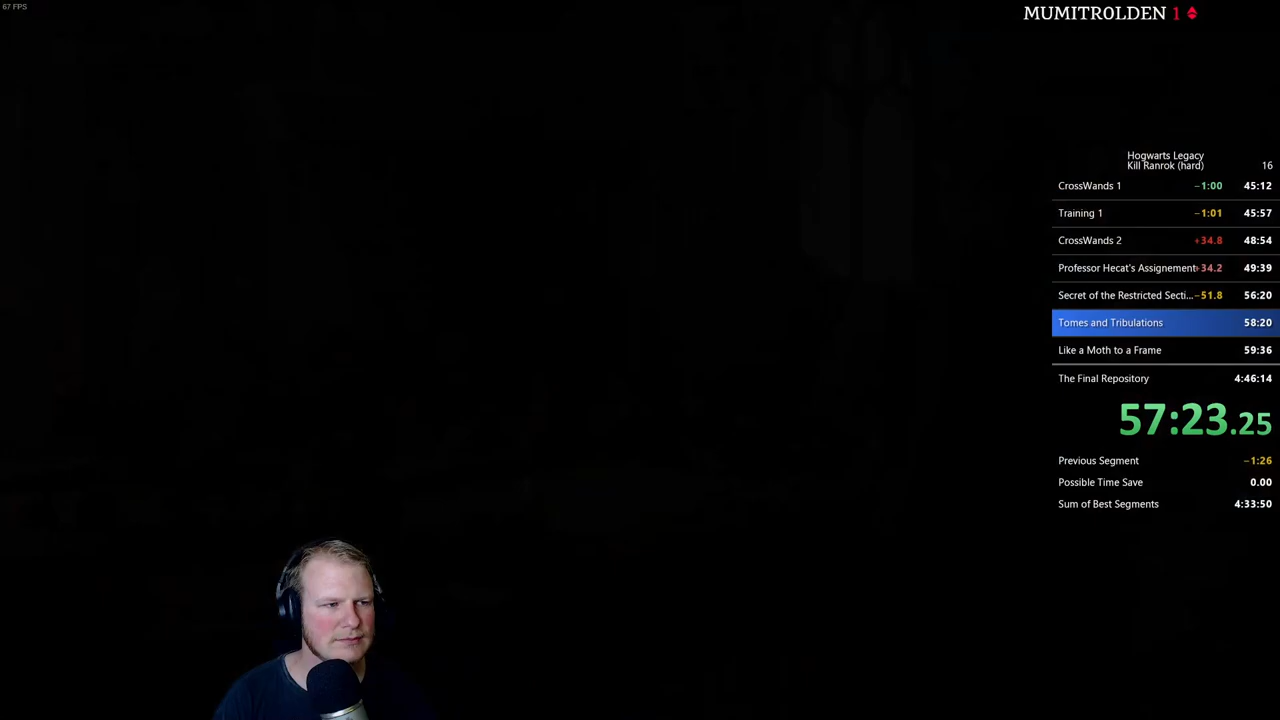 67 FPS
MUMITR0LDEN 1
Hogwarts Legacy
Kill Ranrok (hard) 16
CrossWands 1 −1:00 45:12
Training 1 −1:01 45:57
CrossWands 2 +34.8 48:54
Professor Hecat's Assignement +34.2 49:39
Secret of the Restricted Secti... −51.8 56:20
Tomes and Tribulations 58:20
Like a Moth to a Frame 59:36
The Final Repository 4:46:14
57:23.25
Previous Segment −1:26
Possible Time Save 0.00
Sum of Best Segments 4:33:50